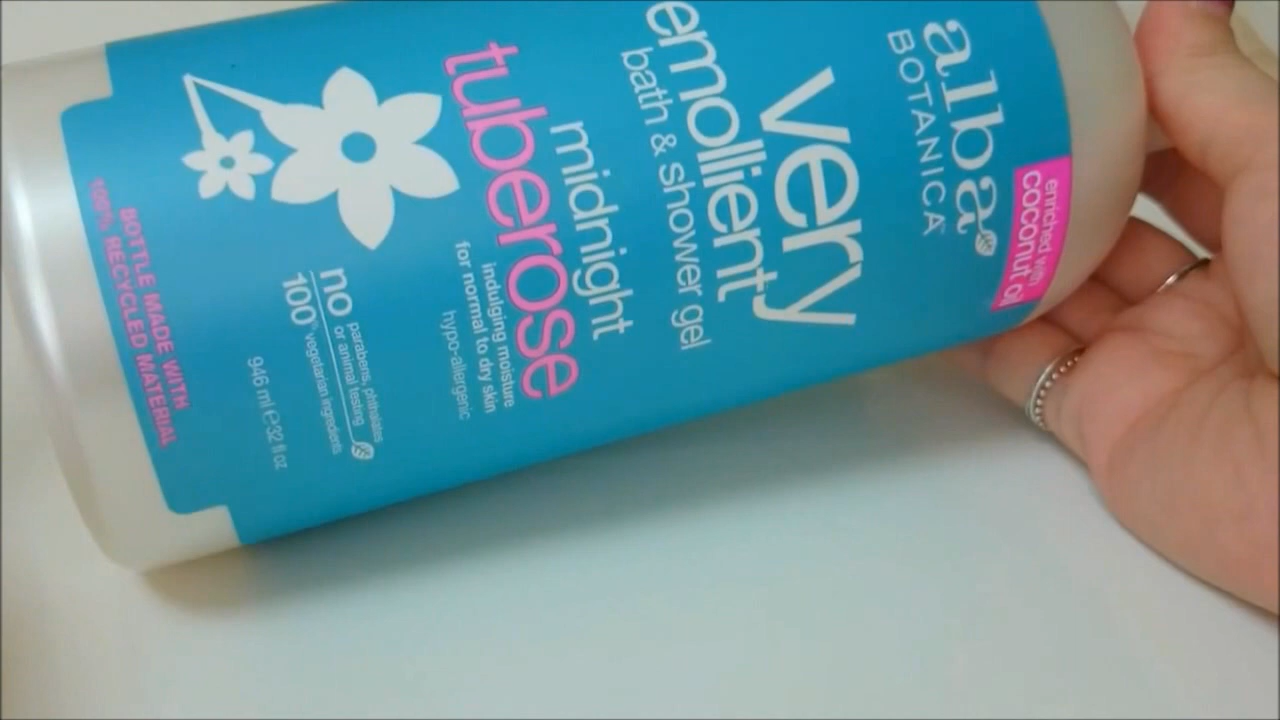 alba
BOTANICA
enriched with
coconut oil
very
emollient
bath & shower gel
midnight
tuberose
indulging moisture
for normal to dry skin
hypo-allergenic
no parabens, phthalates
or animal testing
100% vegetarian ingredients
946 ml ℮ 32 fl oz
BOTTLE MADE WITH
100% RECYCLED MATERIAL